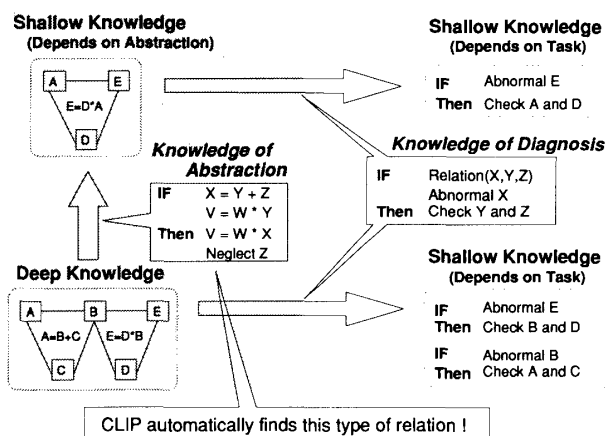 Shallow Knowledge
(Depends on Abstraction)
A
E
E=D*A
D
Shallow Knowledge
(Depends on Task)
IF Abnormal E
Then Check A and D
Knowledge of
Abstraction
IF X = Y + Z
V = W * Y
Then V = W * X
Neglect Z
Knowledge of Diagnosis
IF Relation(X,Y,Z)
Abnormal X
Then Check Y and Z
Deep Knowledge
A
B
E
A=B+C
E=D*B
C
D
Shallow Knowledge
(Depends on Task)
IF Abnormal E
Then Check B and D
IF Abnormal B
Then Check A and C
CLIP automatically finds this type of relation !